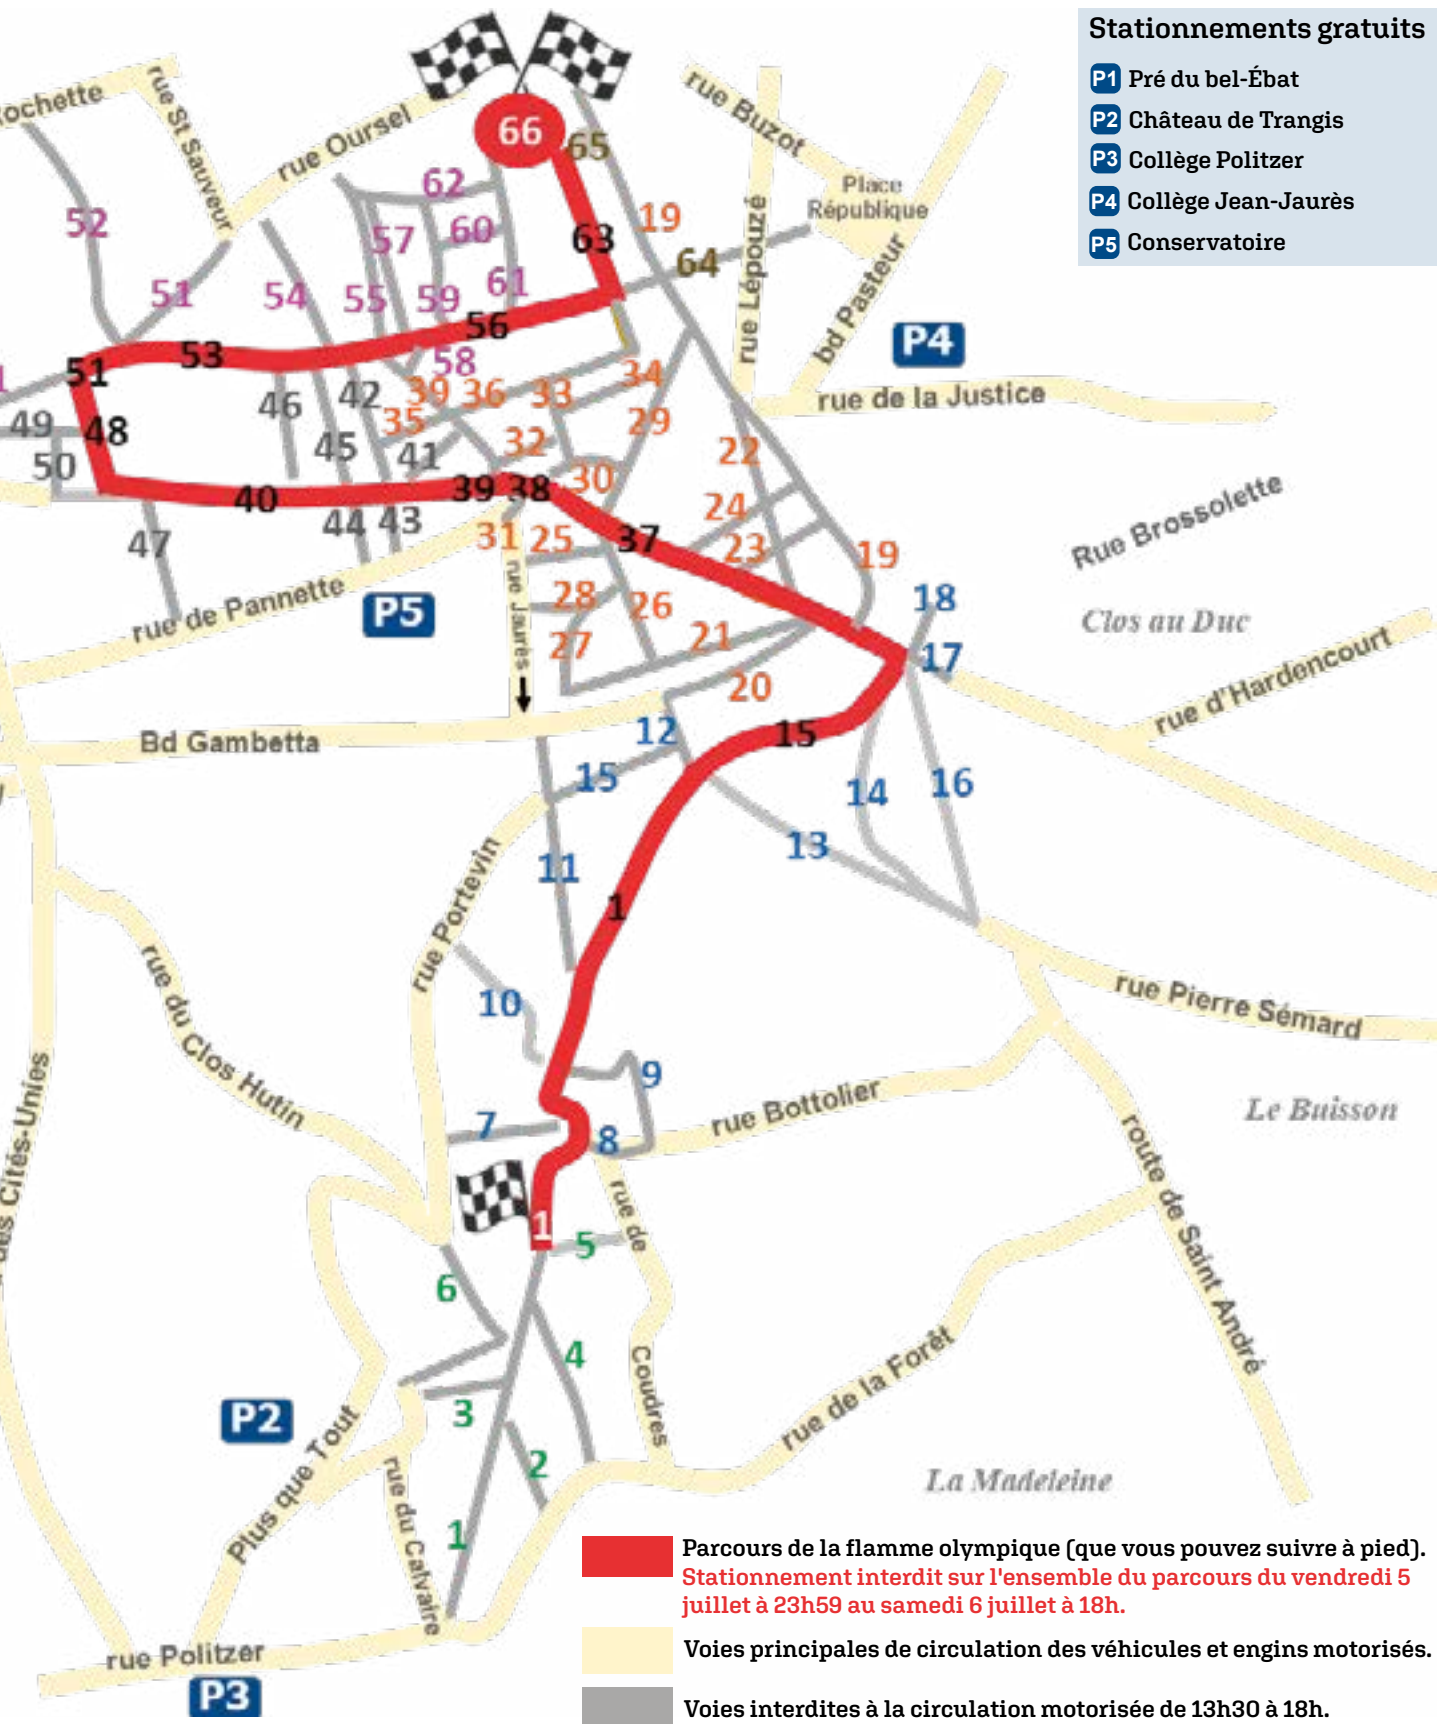 Stationnements gratuits
P1 Pré du bel-Ébat
P2 Château de Trangis
P3 Collège Politzer
P4 Collège Jean-Jaurès
P5 Conservatoire
ochette
rue St Sauveur
rue Oursel
66
65
rue Buzot
Place
République
52
62
57
60
63
19
64
rue Lépouzé
bd Pasteur
51
54
55
59
61
56
P4
53
58
51
34
rue de la Justice
46
42
39
36
33
35
29
49
48
45
41
32
22
50
30
40
39
38
24
Rue Brossolette
47
44
43
31
25
37
23
19
rue de Pannette
P5
rue Jaurès
28
26
18
Clos au Duc
27
21
17
rue d'Hardencourt
20
Bd Gambetta
12
15
15
14
16
13
11
rue Portevin
1
rue du Clos Hutin
10
rue Pierre Sémard
des Cités-Unies
9
7
8
rue Bottolier
Le Buisson
route de Saint André
1
5
rue de
Coudres
6
4
rue de la Forêt
P2
3
Plus que Tout
2
La Madeleine
rue du Calvaire
1
rue Politzer
P3
Parcours de la flamme olympique (que vous pouvez suivre à pied).
Stationnement interdit sur l'ensemble du parcours du vendredi 5
juillet à 23h59 au samedi 6 juillet à 18h.
Voies principales de circulation des véhicules et engins motorisés.
Voies interdites à la circulation motorisée de 13h30 à 18h.